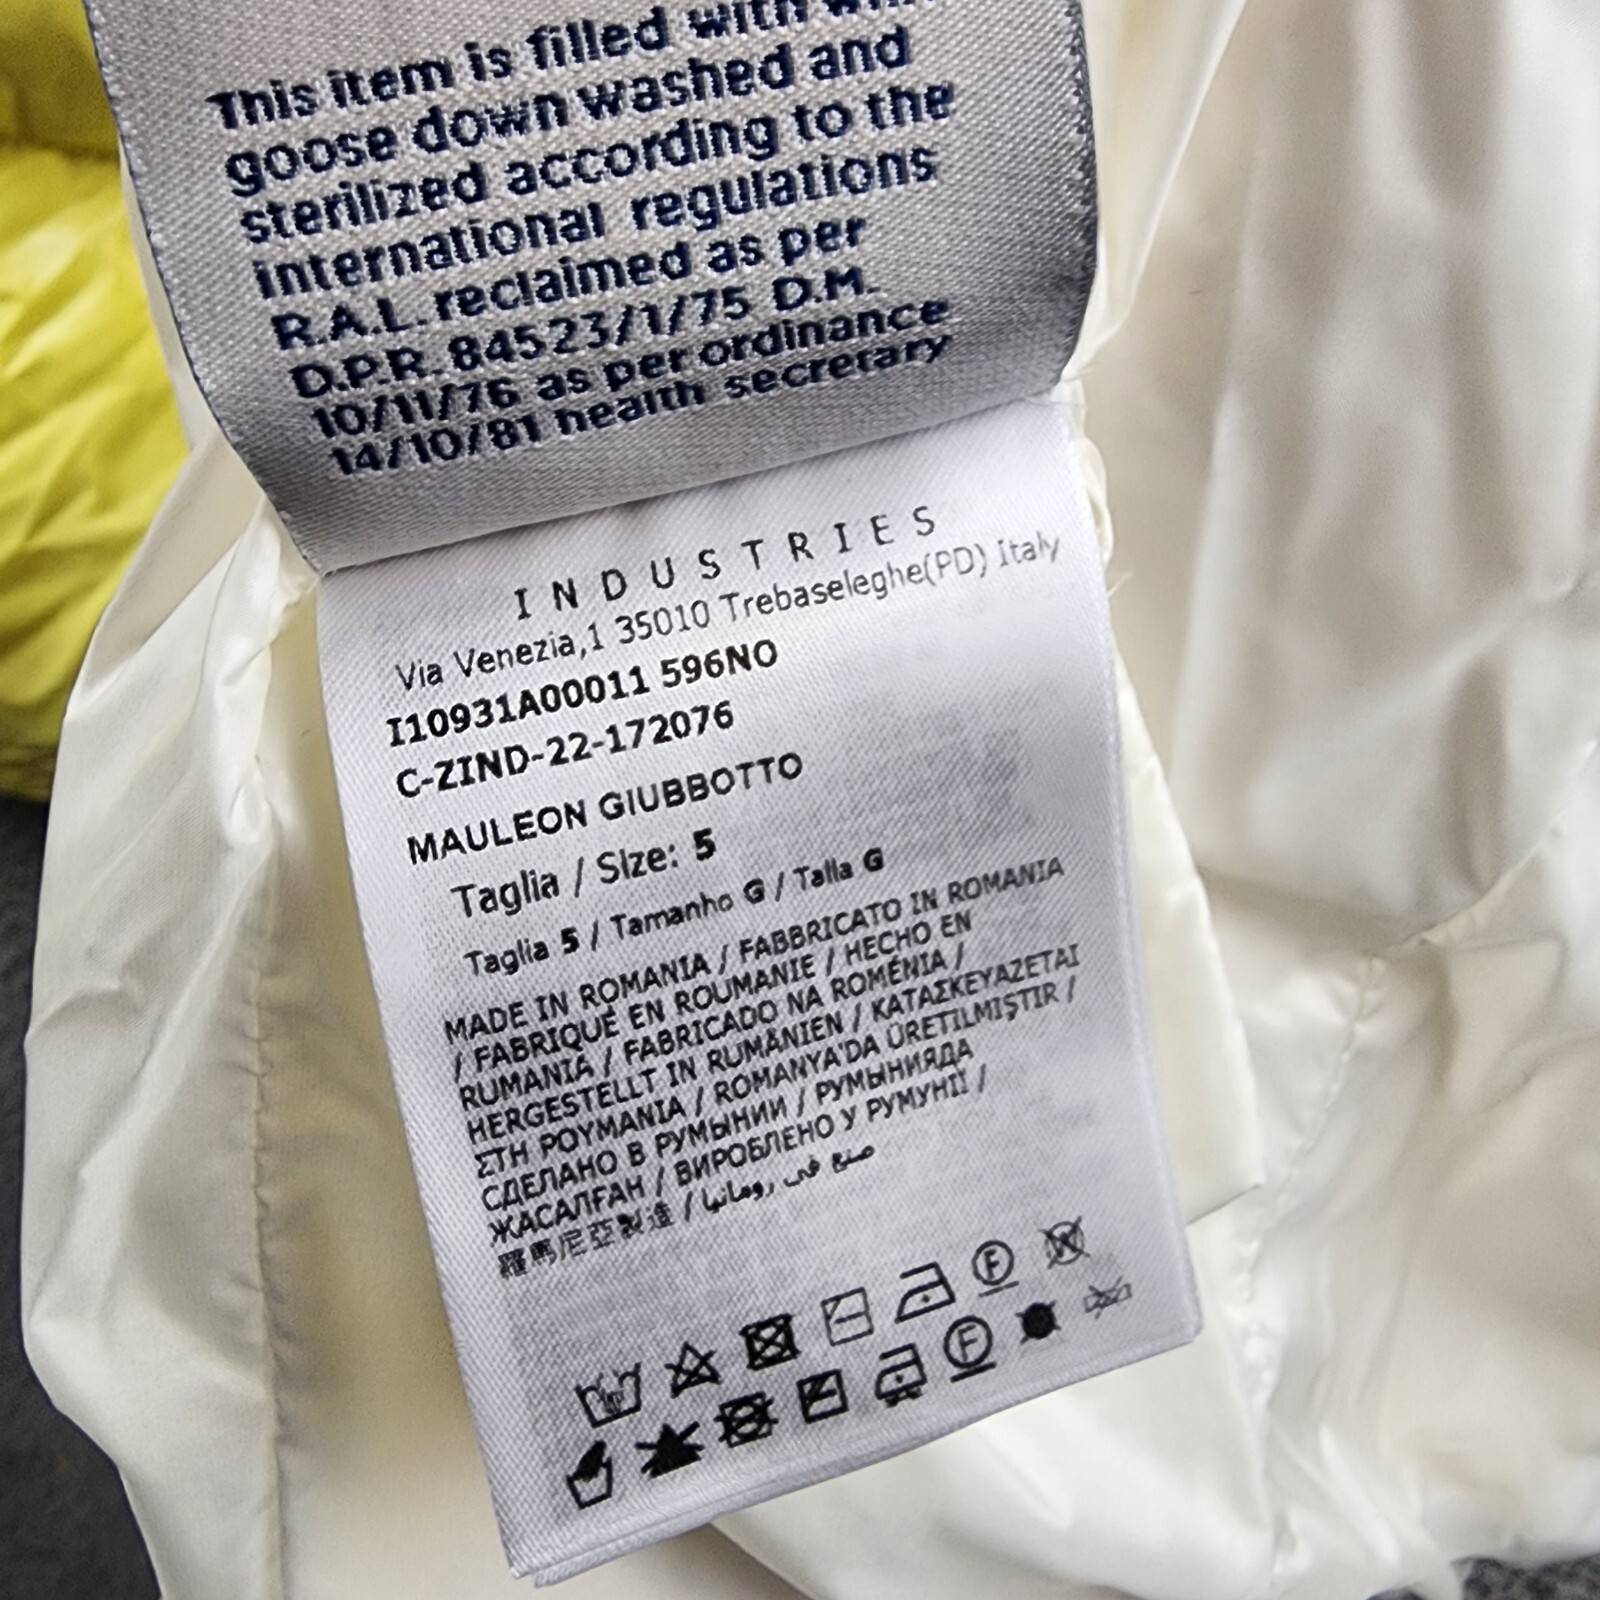 This item is filled with
goose down washed and
sterilized according to the
international regulations
R.A.L. reclaimed as per
D.P.R. 84523/1/75 D.M.
10/11/76 as per ordinance
14/10/81 health secretary
INDUSTRIES
Via Venezia,1 35010 Trebaseleghe(PD) Italy
I10931A00011 596NO
C-ZIND-22-172076
MAULEON GIUBBOTTO
Taglia / Size: 5
Taglia 5 / Tamanho G / Talla G
MADE IN ROMANIA / FABBRICATO IN ROMANIA
/ FABRIQUÉ EN ROUMANIE / HECHO EN
RUMANIA / FABRICADO NA ROMÉNIA /
HERGESTELLT IN RUMÄNIEN / ΚΑΤΑΣΚΕΥΑΖΕΤΑΙ
ΣΤΗ ΡΟΥΜΑΝΙΑ / ROMANYA'DA ÜRETILMIŞTIR /
СДЕЛАНО В РУМЫНИИ / РУМЫНИЯДА
ЖАСАЛҒАН / ВИРОБЛЕНО У РУМУНІЇ /
羅馬尼亞製造 / صنع في رومانيا
F W
F